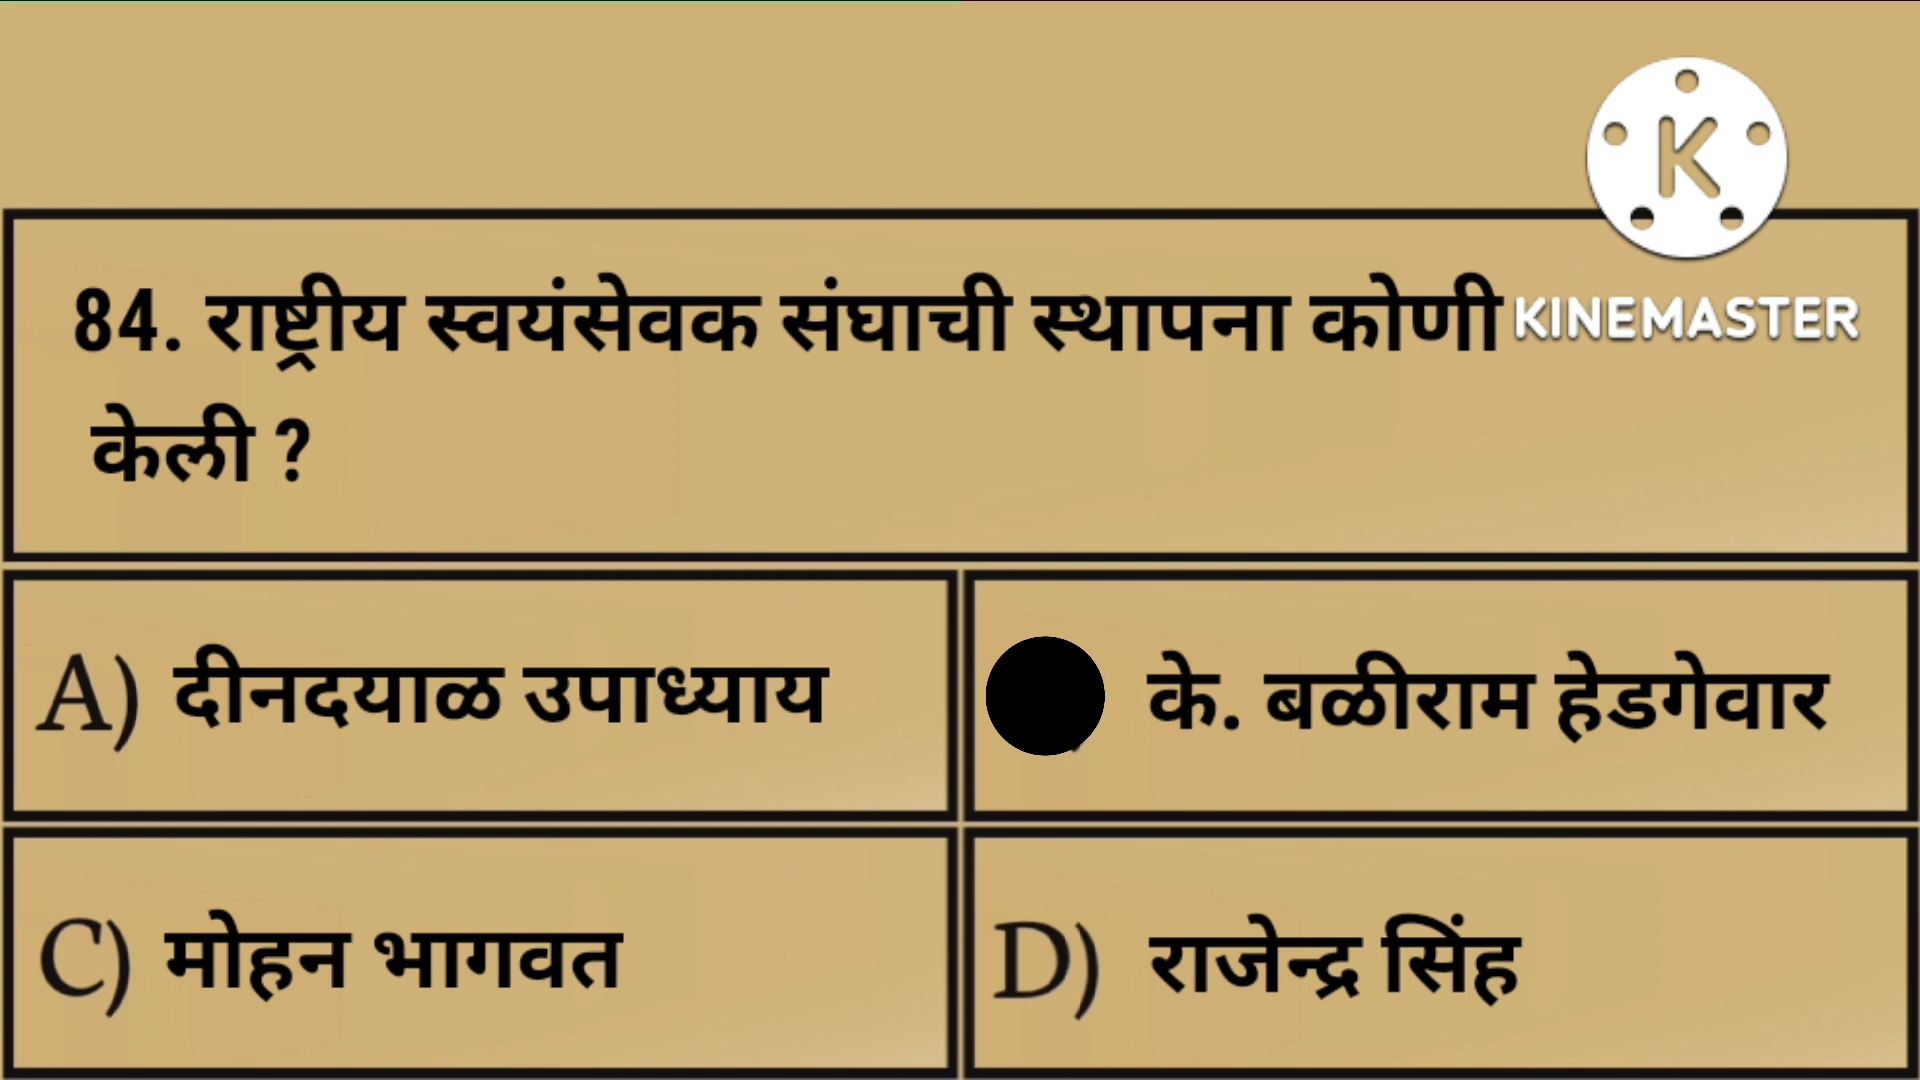 K
KINEMASTER
84. राष्ट्रीय स्वयंसेवक संघाची स्थापना कोणी
केली ?
A) दीनदयाळ उपाध्याय
के. बळीराम हेडगेवार
C) मोहन भागवत
D) राजेन्द्र सिंह